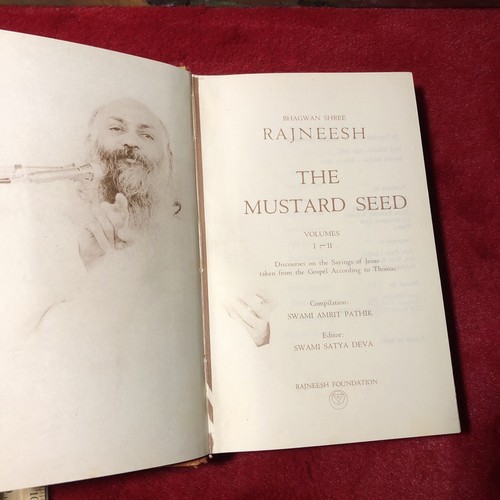 BHAGWAN SHREE
RAJNEESH
THE
MUSTARD SEED
VOLUMES
I & II
Discourses on the Sayings of Jesus
taken from the Gospel According to Thomas
Compilation:
SWAMI AMRIT PATHIK
Editor:
SWAMI SATYA DEVA
RAJNEESH FOUNDATION